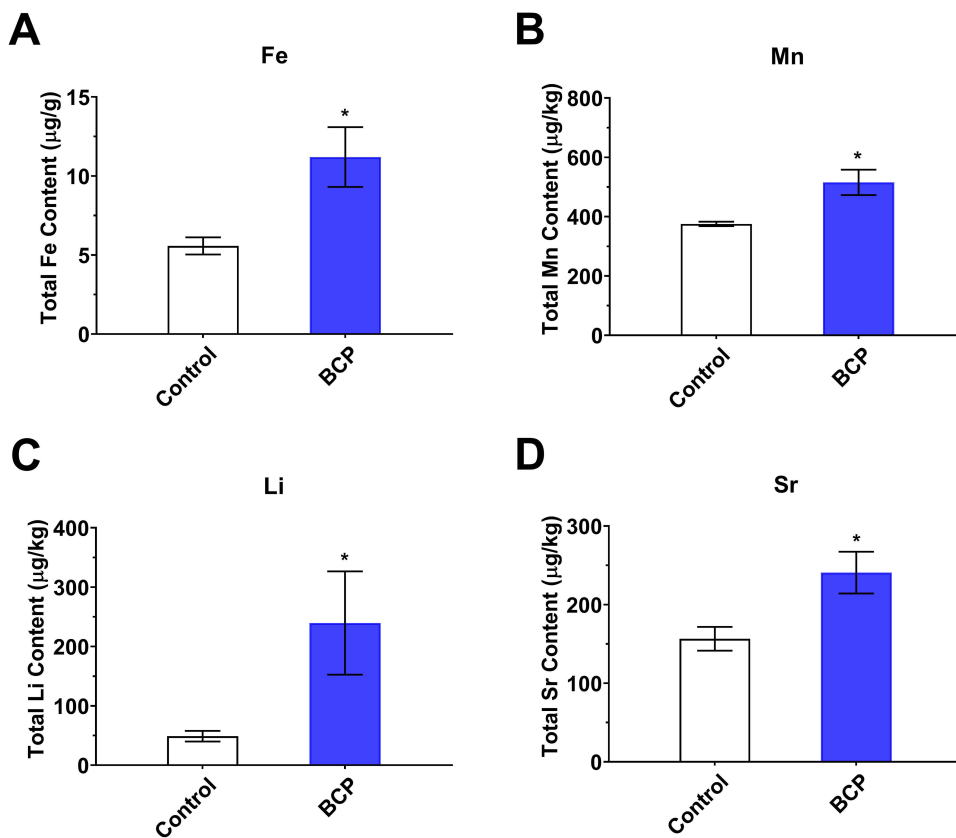 A
Fe
Total Fe Content (μg/g)
15
10
5
0
*
Control
BCP
B
Mn
Total Mn Content (μg/kg)
800
600
400
200
0
*
Control
BCP
C
Li
Total Li Content (μg/kg)
400
300
200
100
0
*
Control
BCP
D
Sr
Total Sr Content (μg/kg)
300
200
100
0
*
Control
BCP